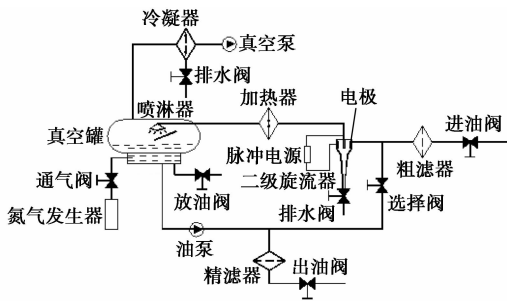 冷凝器
真空泵
排水阀
喷淋器
加热器
电极
进油阀
真空罐
脉冲电源
粗滤器
通气阀
二级旋流器
放油阀
氮气发生器
排水阀
选择阀
油泵
精滤器
出油阀